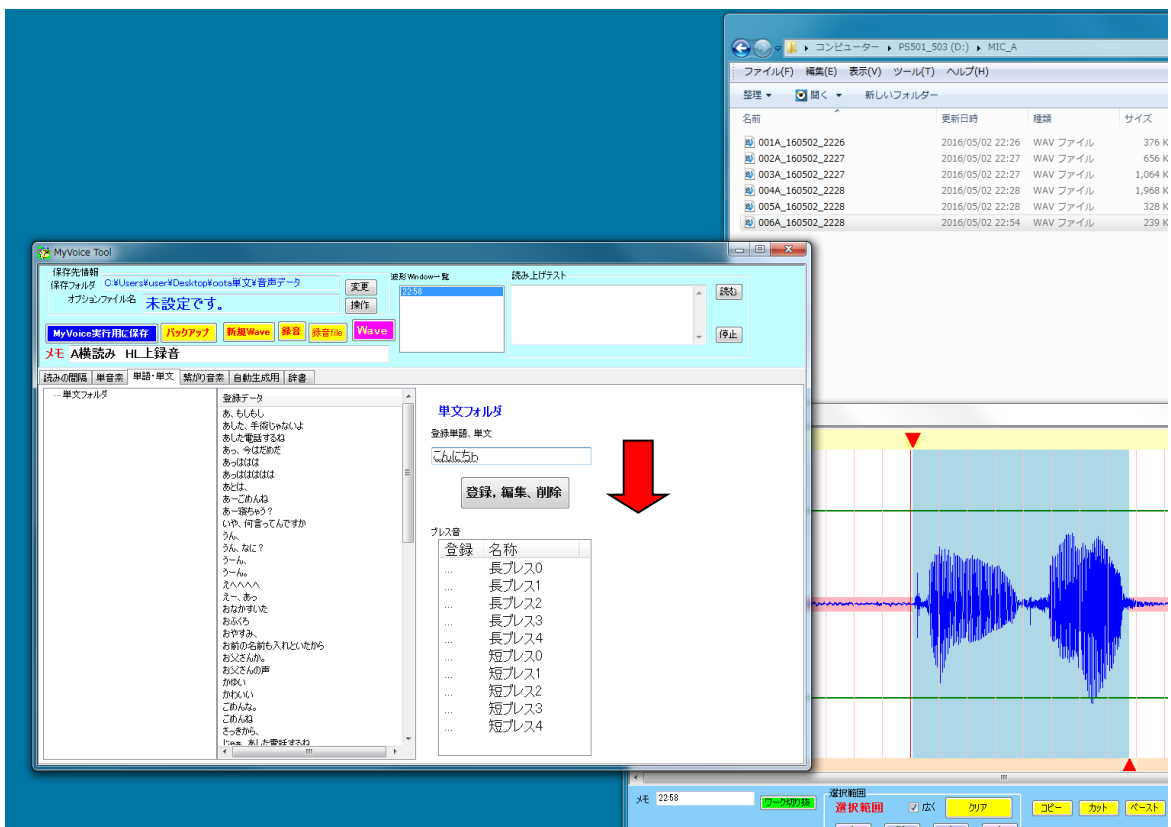 コンピューター ▸ PS501_503 (D:) ▸ MIC_A
ファイル(F) 編集(E) 表示(V) ツール(T) ヘルプ(H)
整理 開く 新しいフォルダー
名前 更新日時 種類 サイズ
001A_160502_2226 2016/05/02 22:26 WAV ファイル 376 K
002A_160502_2227 2016/05/02 22:27 WAV ファイル 656 K
003A_160502_2227 2016/05/02 22:27 WAV ファイル 1,064 K
004A_160502_2228 2016/05/02 22:28 WAV ファイル 1,968 K
005A_160502_2228 2016/05/02 22:28 WAV ファイル 328 K
006A_160502_2228 2016/05/02 22:54 WAV ファイル 239 K
MyVoice Tool
保存先情報
保存フォルダ C:¥Users¥user¥Desktop¥oota単文¥音声データ 変更
オプションファイル名 未設定です。 操作
MyVoice実行用に保存 バックアップ 新規Wave 録音 録音file Wave
メモ A横読み HL上録音
波形Window一覧
22:58
読み上げテスト
読む
停止
読みの間隔 単音素 単語・単文 繋がり音素 自動生成用 辞書
単文フォルダ
登録データ
あ、もしもし
あした、手術じゃないよ
あした電話するね
あっ、今はだめだ
あっははは
あっははははは
あとは、
あーごめんね
あー寝ちゃう?
いや、何言ってんですか
うん、
うん、なに?
うーん、
うーん。
えへへへへ
えー、あっ
おなかすいた
おふくろ
おやすみ、
お前の名前も入れといたから
お父さんか。
お父さんの声
かゆい
かわいい
ごめんな。
ごめんね
さっきから、
じゃぁ、あした電話するね
単文フォルダ
登録単語、単文
こんにちh
登録，編集、削除
ブレス音
登録 名称
... 長ブレス0
... 長ブレス1
... 長ブレス2
... 長ブレス3
... 長ブレス4
... 短ブレス0
... 短ブレス1
... 短ブレス2
... 短ブレス3
... 短ブレス4
メモ 22:58 ワーク切り抜 選択範囲
選択範囲 広く クリア コピー カット ペースト